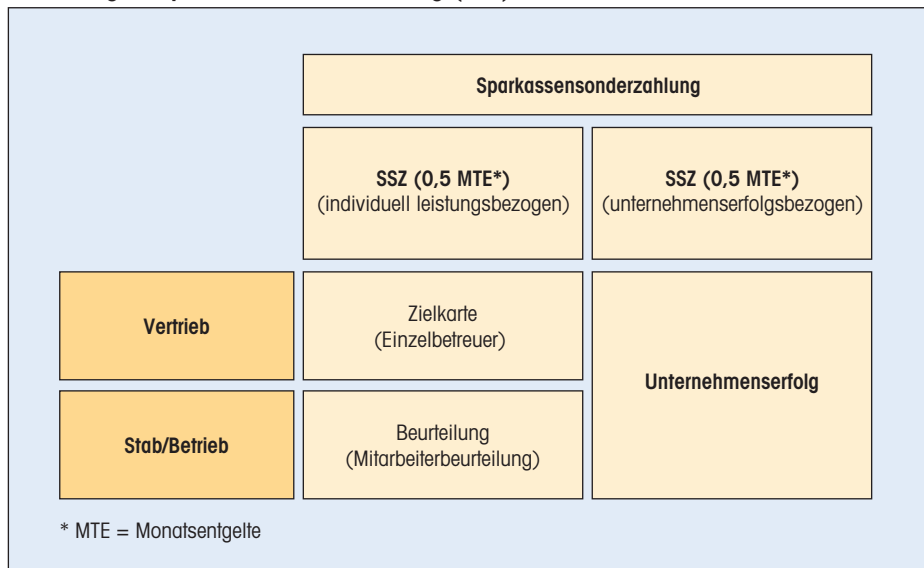 Sparkassensonderzahlung
SSZ (0,5 MTE*)
(individuell leistungsbezogen)
SSZ (0,5 MTE*)
(unternehmenserfolgsbezogen)
Vertrieb
Zielkarte
(Einzelbetreuer)
Unternehmenserfolg
Stab/Betrieb
Beurteilung
(Mitarbeiterbeurteilung)
* MTE = Monatsentgelte